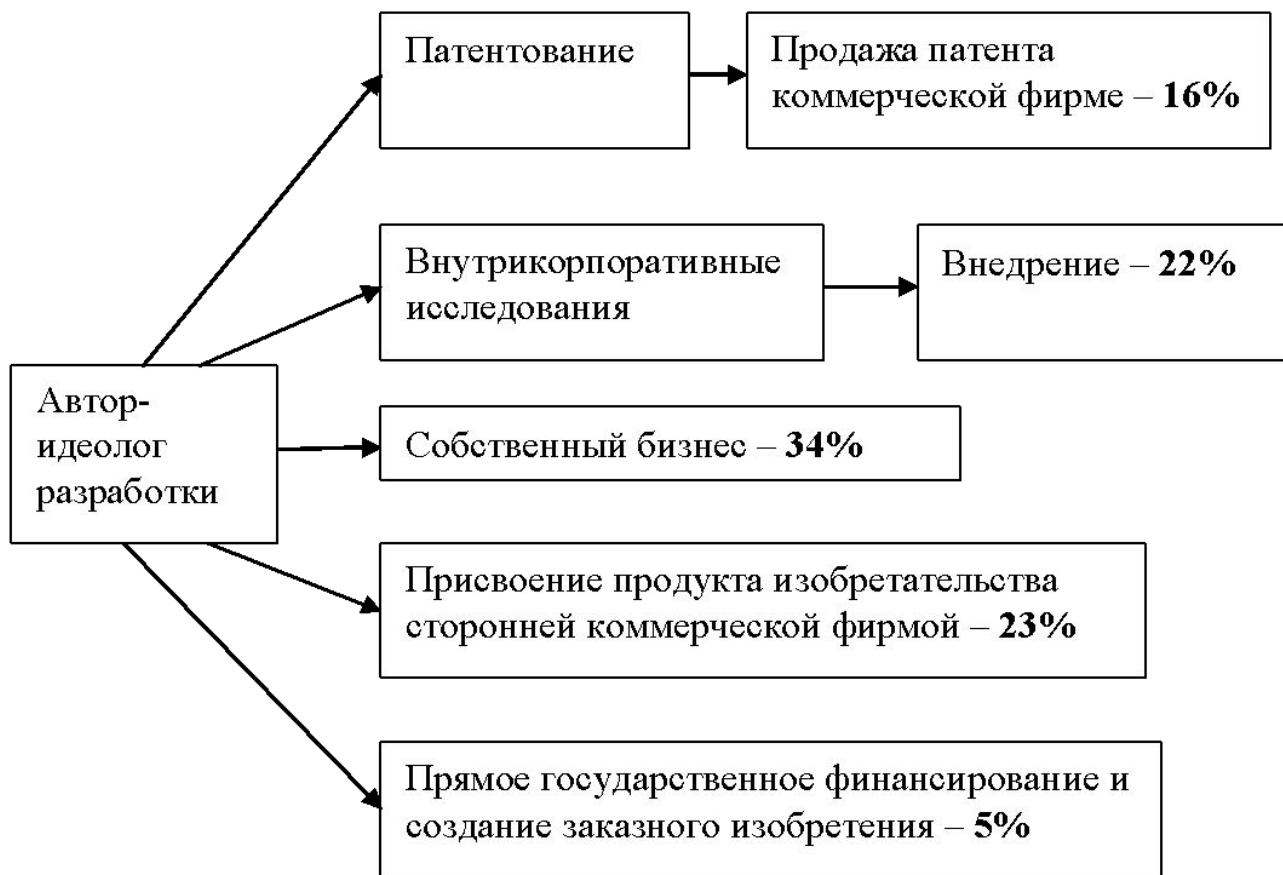 Патентование
Продажа патента
коммерческой фирме – 16%
Внутрикорпоративные
исследования
Внедрение – 22%
Автор-
идеолог
разработки
Собственный бизнес – 34%
Присвоение продукта изобретательства
сторонней коммерческой фирмой – 23%
Прямое государственное финансирование и
создание заказного изобретения – 5%